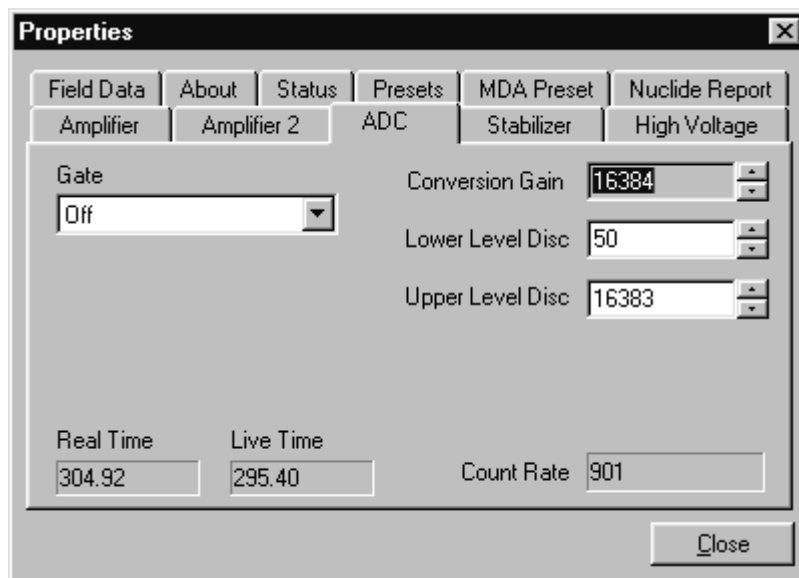 Properties
Field Data About Status Presets MDA Preset Nuclide Report
Amplifier Amplifier 2 ADC Stabilizer High Voltage
Gate
Off
Conversion Gain 16384
Lower Level Disc 50
Upper Level Disc 16383
Real Time Live Time
304.92 295.40
Count Rate 901
Close